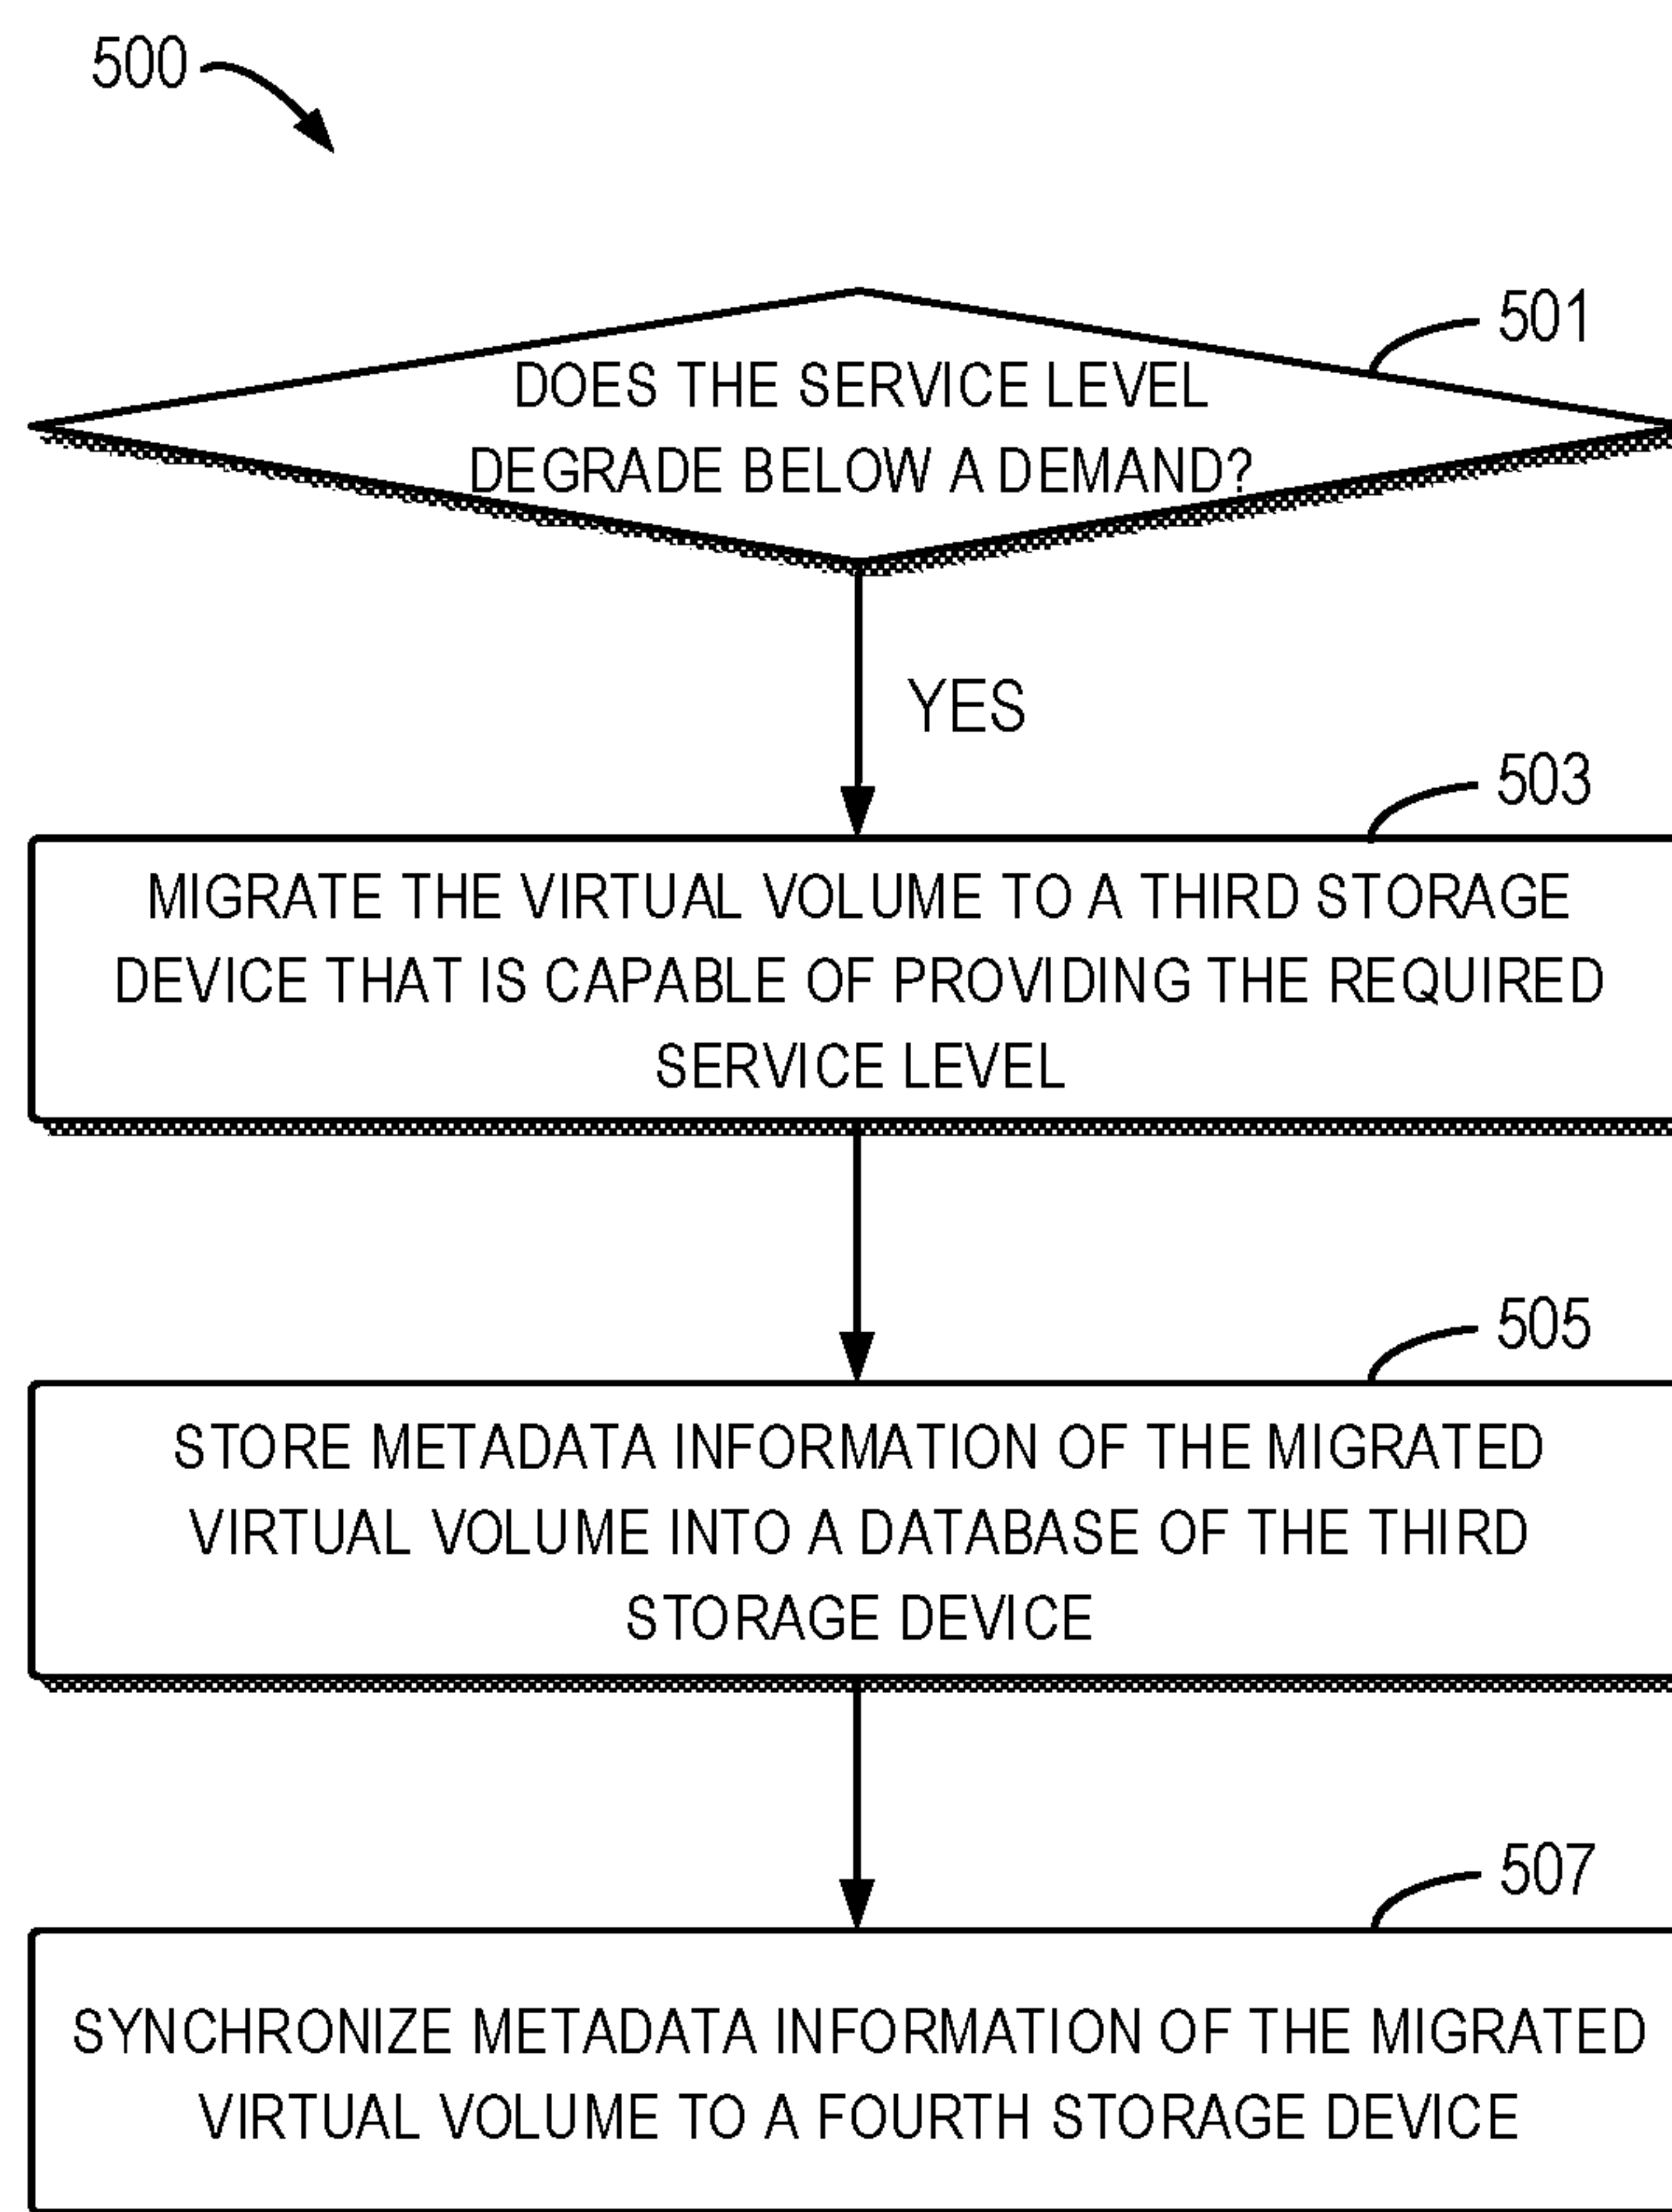 500
501
DOES THE SERVICE LEVEL
DEGRADE BELOW A DEMAND?
YES
503
MIGRATE THE VIRTUAL VOLUME TO A THIRD STORAGE
DEVICE THAT IS CAPABLE OF PROVIDING THE REQUIRED
SERVICE LEVEL
505
STORE METADATA INFORMATION OF THE MIGRATED
VIRTUAL VOLUME INTO A DATABASE OF THE THIRD
STORAGE DEVICE
507
SYNCHRONIZE METADATA INFORMATION OF THE MIGRATED
VIRTUAL VOLUME TO A FOURTH STORAGE DEVICE